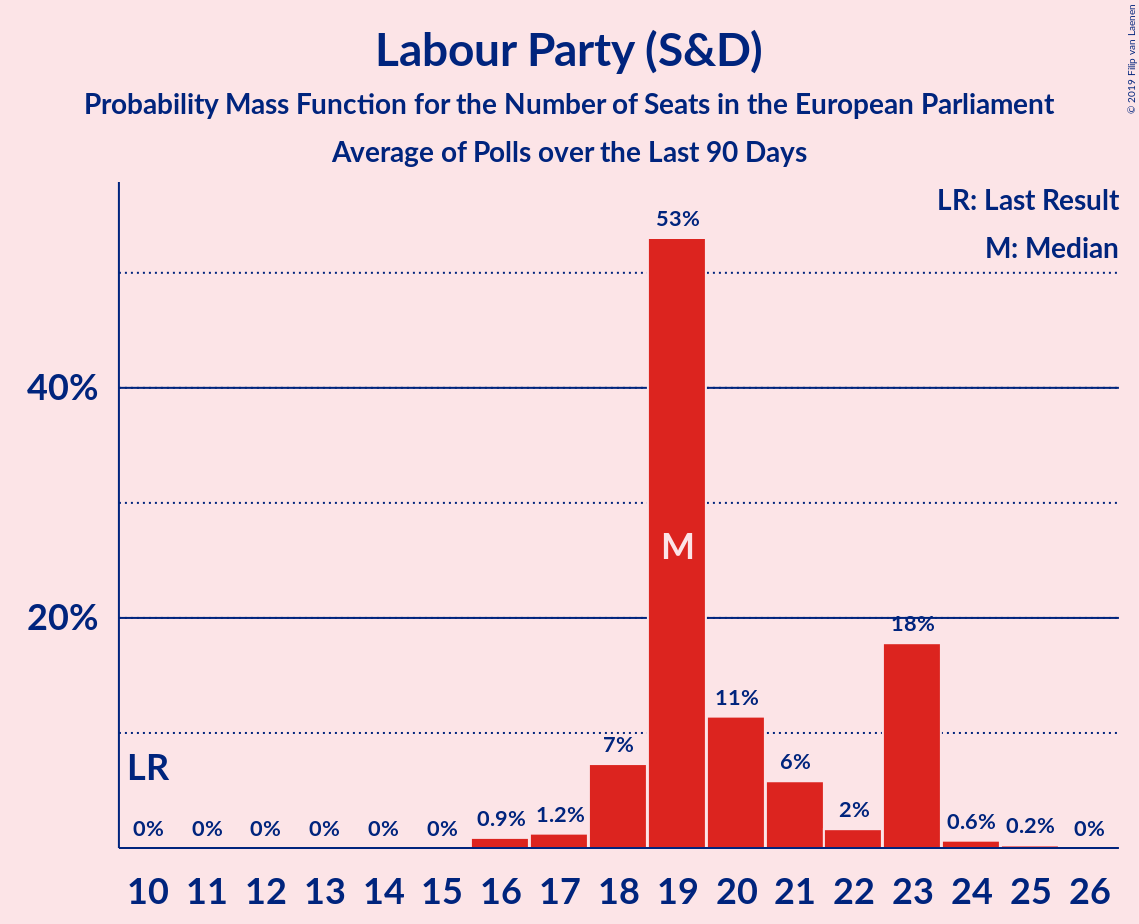 Labour Party (S&D)
Probability Mass Function for the Number of Seats in the European Parliament
Average of Polls over the Last 90 Days
© 2019 Filip van Laenen
LR: Last Result
M: Median
40%
20%
LR
M
0% 0% 0% 0% 0% 0% 0.9% 1.2% 7% 53% 11% 6% 2% 18% 0.6% 0.2% 0%
10 11 12 13 14 15 16 17 18 19 20 21 22 23 24 25 26